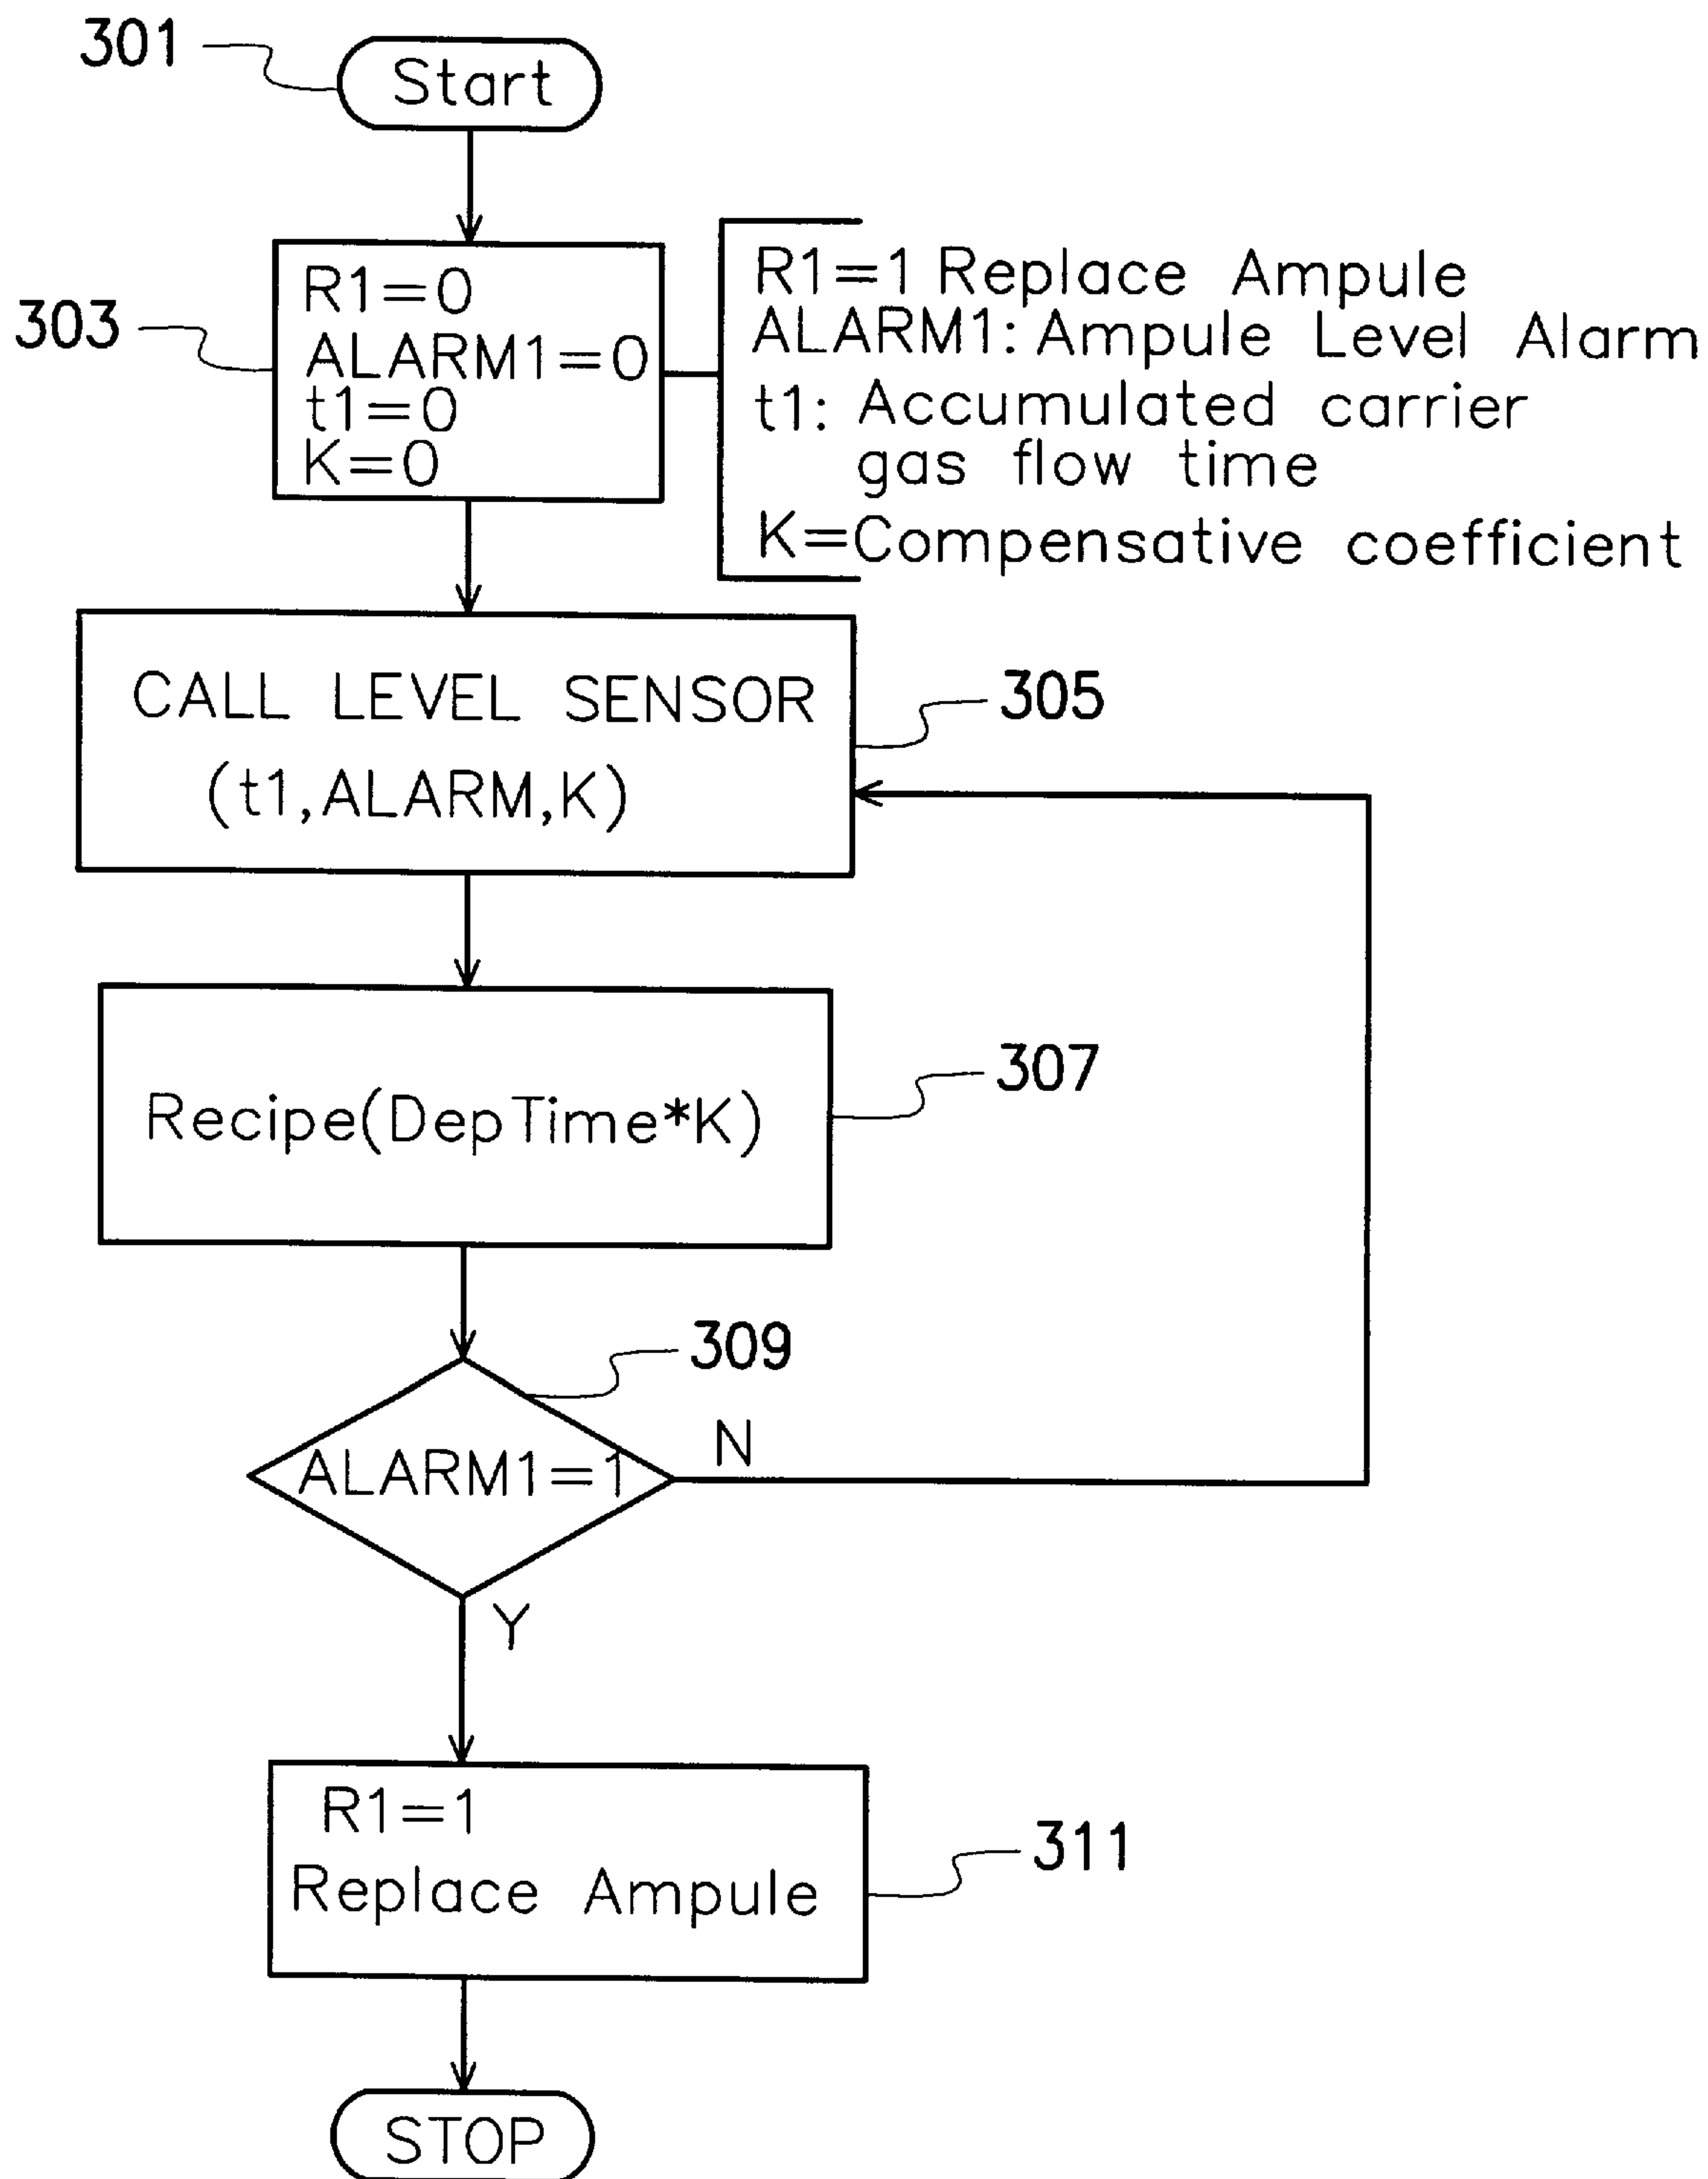 301
Start
303
R1=0
ALARM1=0
t1=0
K=0
R1=1 Replace Ampule
ALARM1: Ampule Level Alarm
t1: Accumulated carrier
gas flow time
K=Compensative coefficient
CALL LEVEL SENSOR
(t1,ALARM,K)
305
Recipe(DepTime*K)
307
309
ALARM1=1
N
Y
R1=1
Replace Ampule
311
STOP